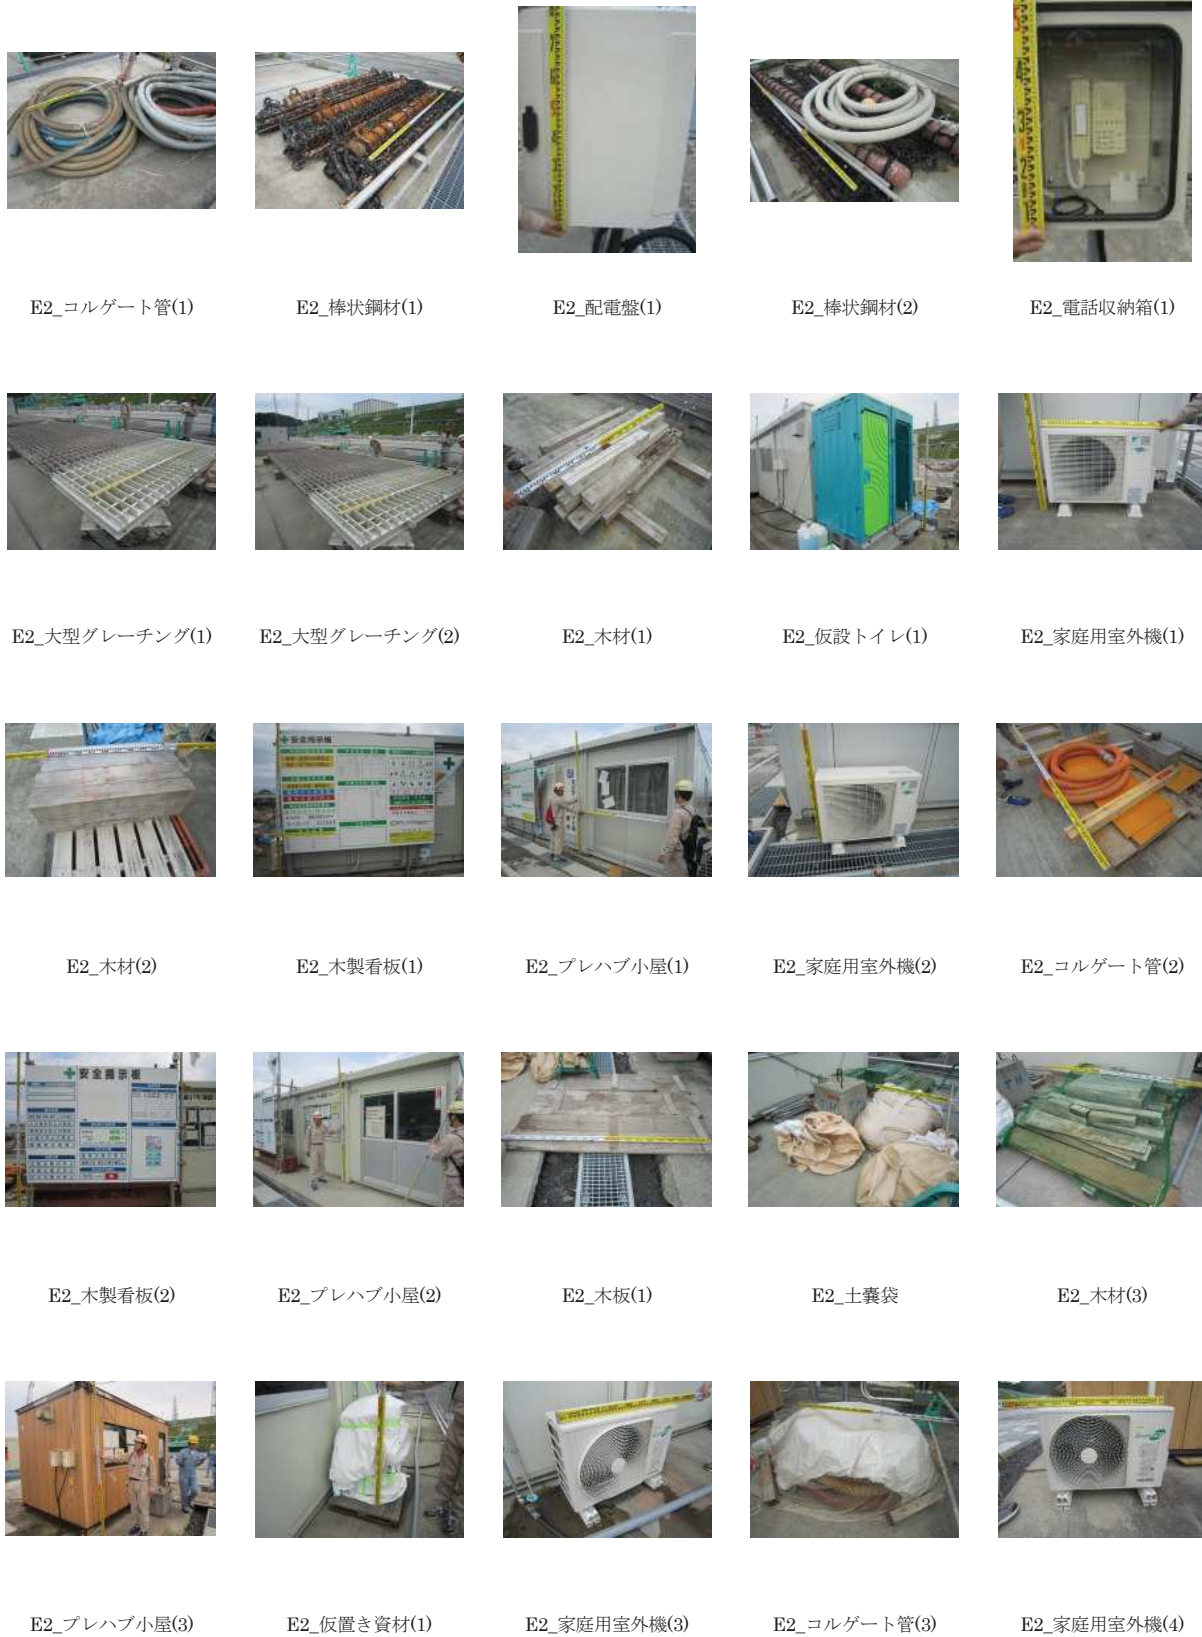 E2_コルゲート管(1) E2_棒状鋼材(1) E2_配電盤(1) E2_棒状鋼材(2) E2_電話収納箱(1)
E2_大型グレーチング(1) E2_大型グレーチング(2) E2_木材(1) E2_仮設トイレ(1) E2_家庭用室外機(1)
安全掲示板
E2_木材(2) E2_木製看板(1) E2_プレハブ小屋(1) E2_家庭用室外機(2) E2_コルゲート管(2)
安全掲示板
E2_木製看板(2) E2_プレハブ小屋(2) E2_木板(1) E2_土嚢袋 E2_木材(3)
E2_プレハブ小屋(3) E2_仮置き資材(1) E2_家庭用室外機(3) E2_コルゲート管(3) E2_家庭用室外機(4)